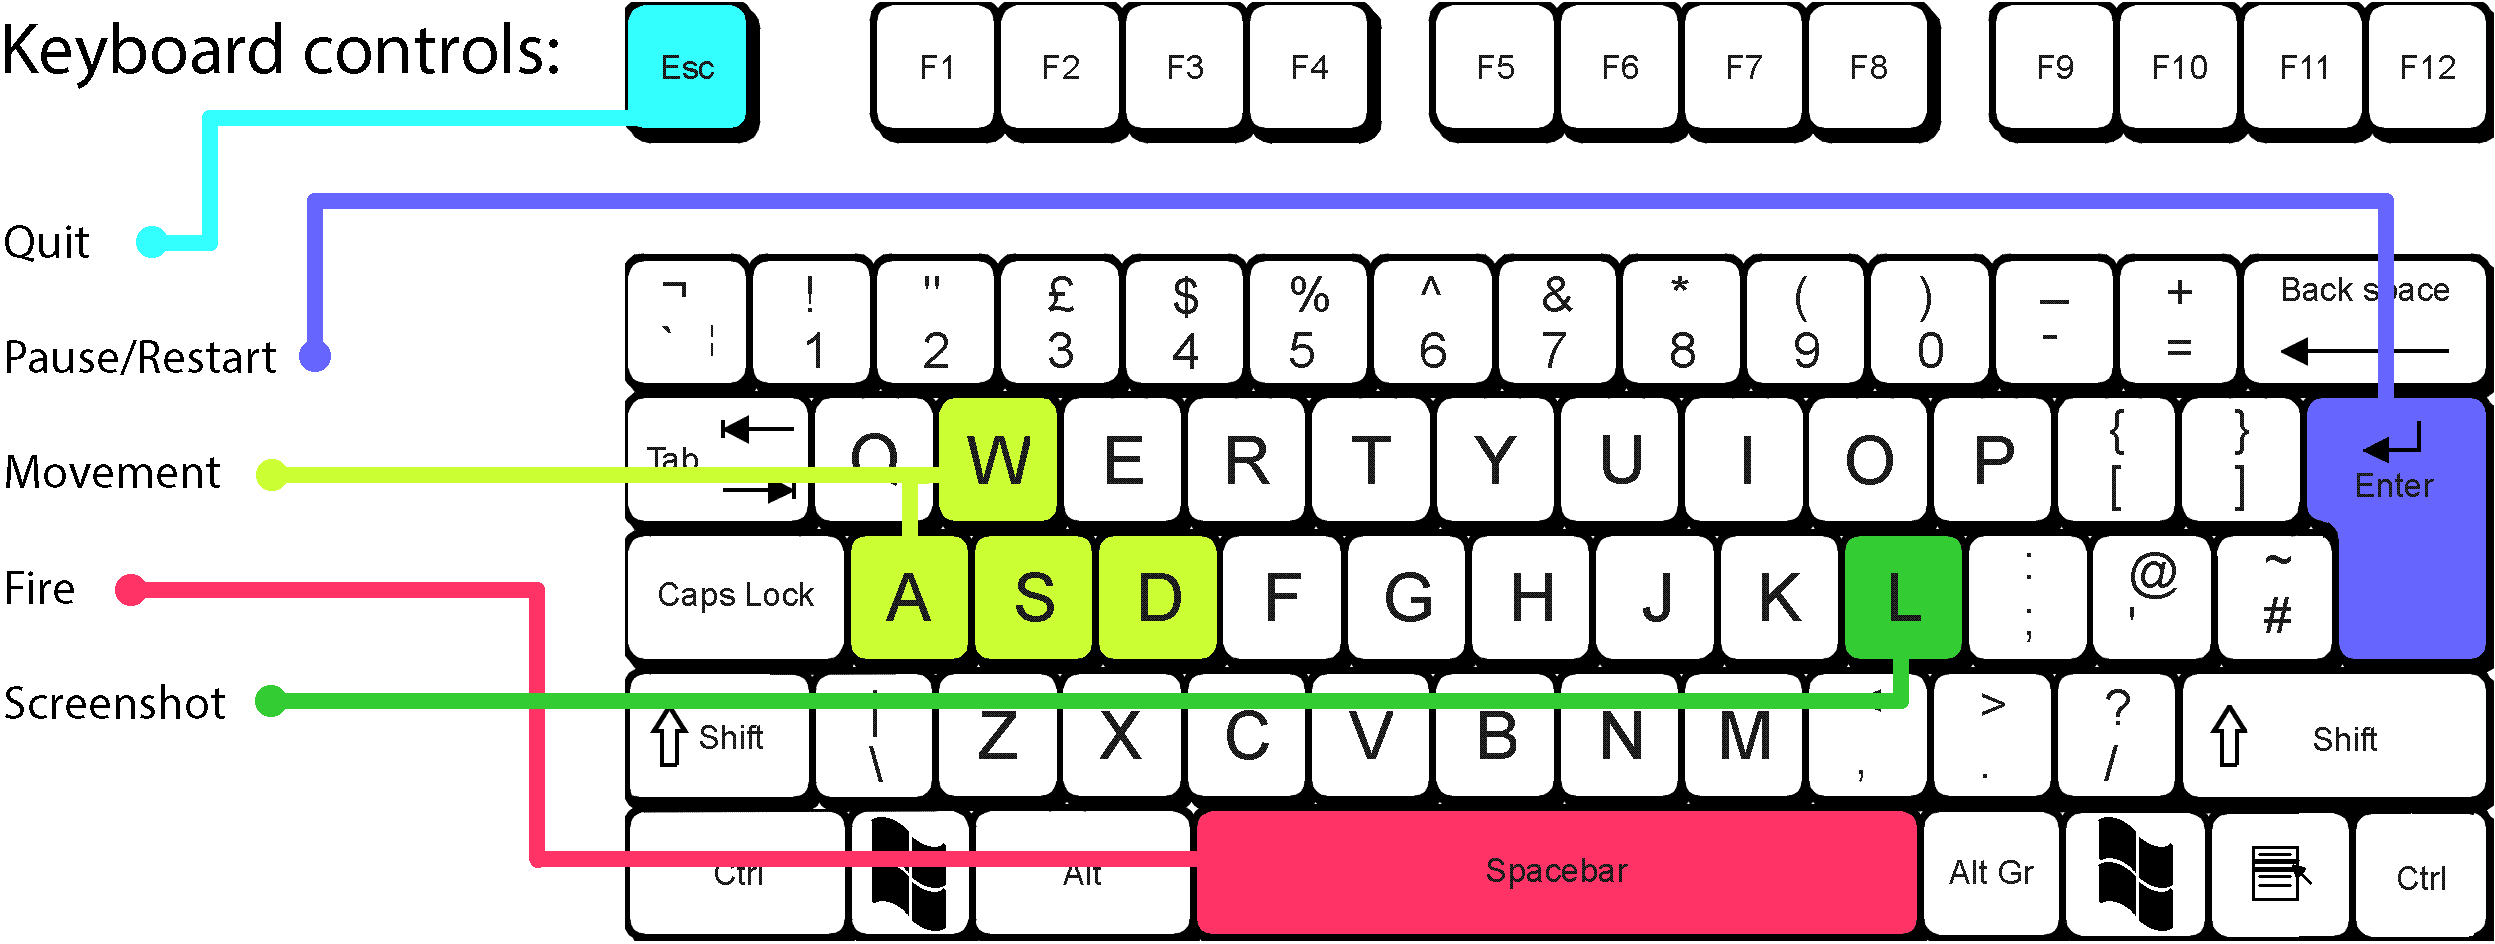 Keyboard controls:
Esc F1 F2 F3 F4 F5 F6 F7 F8 F9 F10 F11 F12
Quit
¬ ! " £ $ % ^ & * ( ) _ + Back space
` ¦ 1 2 3 4 5 6 7 8 9 0 - =
Pause/Restart
Tab Q W E R T Y U I O P { [ } ] Enter
Movement
Caps Lock A S D F G H J K L : ; @ ' ~ #
Fire
Screenshot
Shift | \ Z X C V B N M , > . ? / Shift
Ctrl Alt Spacebar Alt Gr Ctrl